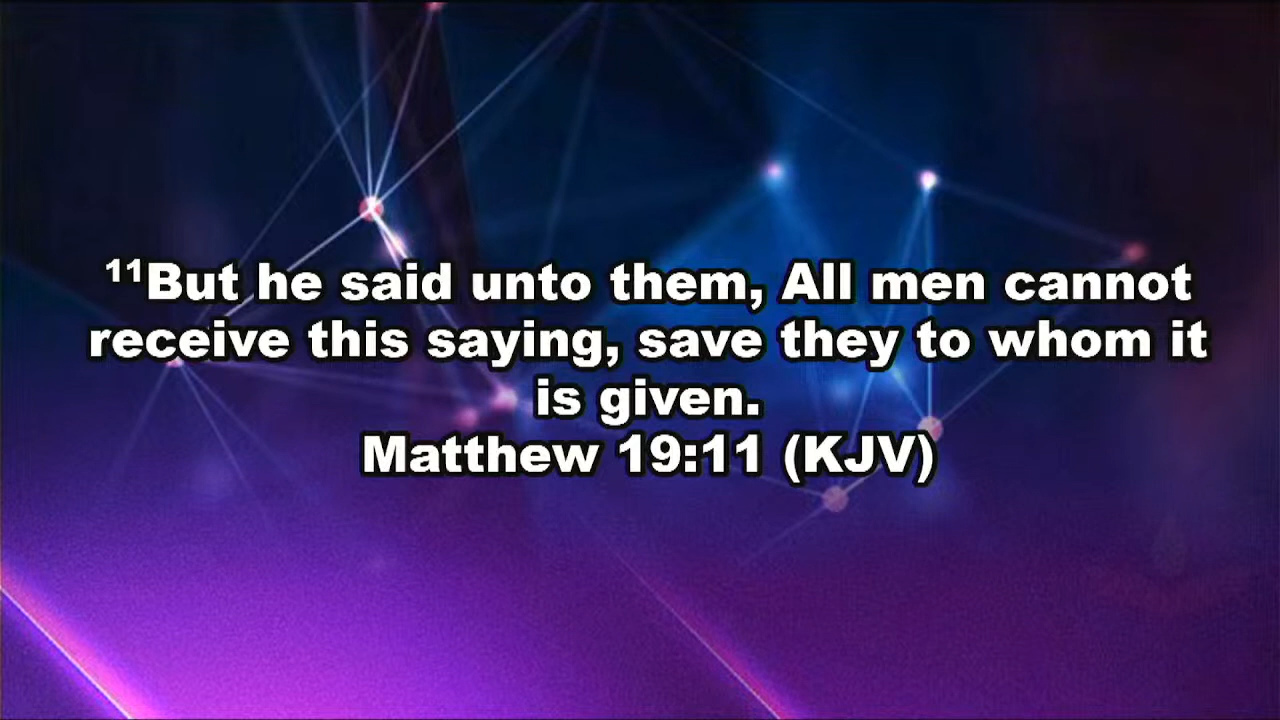 ¹¹But he said unto them, All men cannot
receive this saying, save they to whom it
is given.
Matthew 19:11 (KJV)